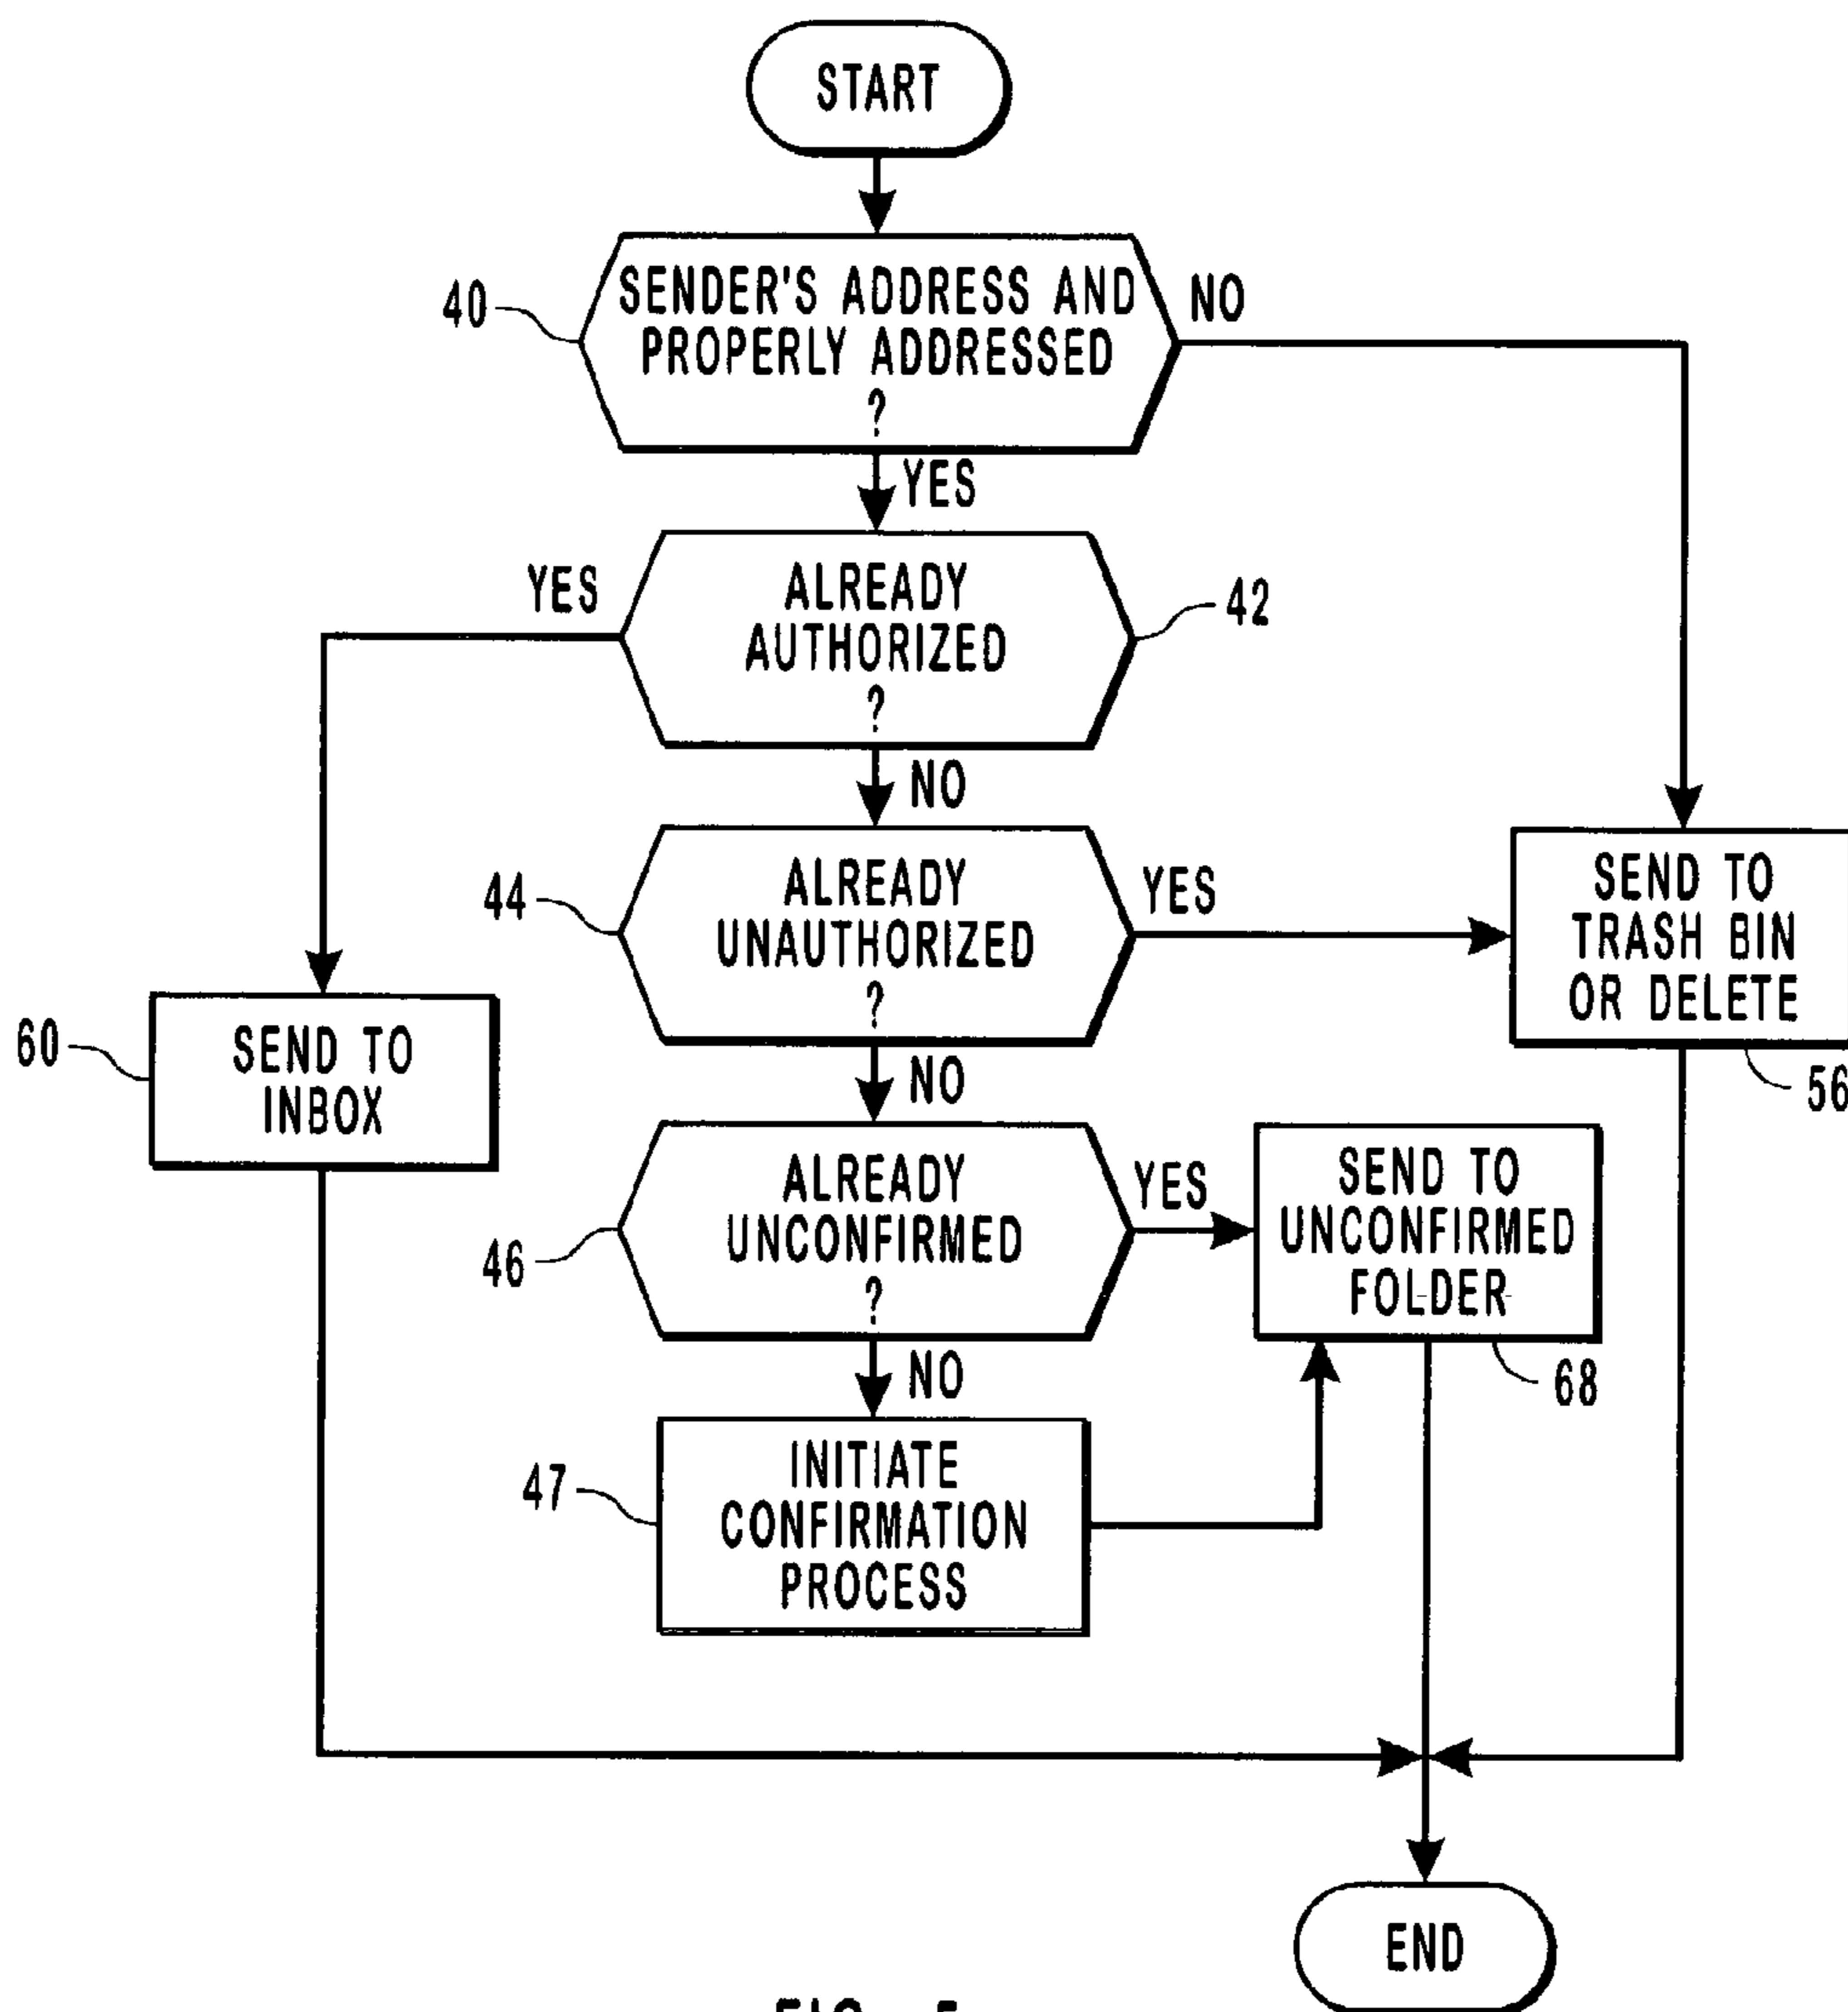 START
40
SENDER'S ADDRESS AND
PROPERLY ADDRESSED
?
NO
YES
YES
ALREADY
AUTHORIZED
?
42
NO
44
ALREADY
UNAUTHORIZED
?
YES
SEND TO
TRASH BIN
OR DELETE
56
60
SEND TO
INBOX
NO
46
ALREADY
UNCONFIRMED
?
YES
SEND TO
UNCONFIRMED
FOLDER
68
NO
47
INITIATE
CONFIRMATION
PROCESS
END